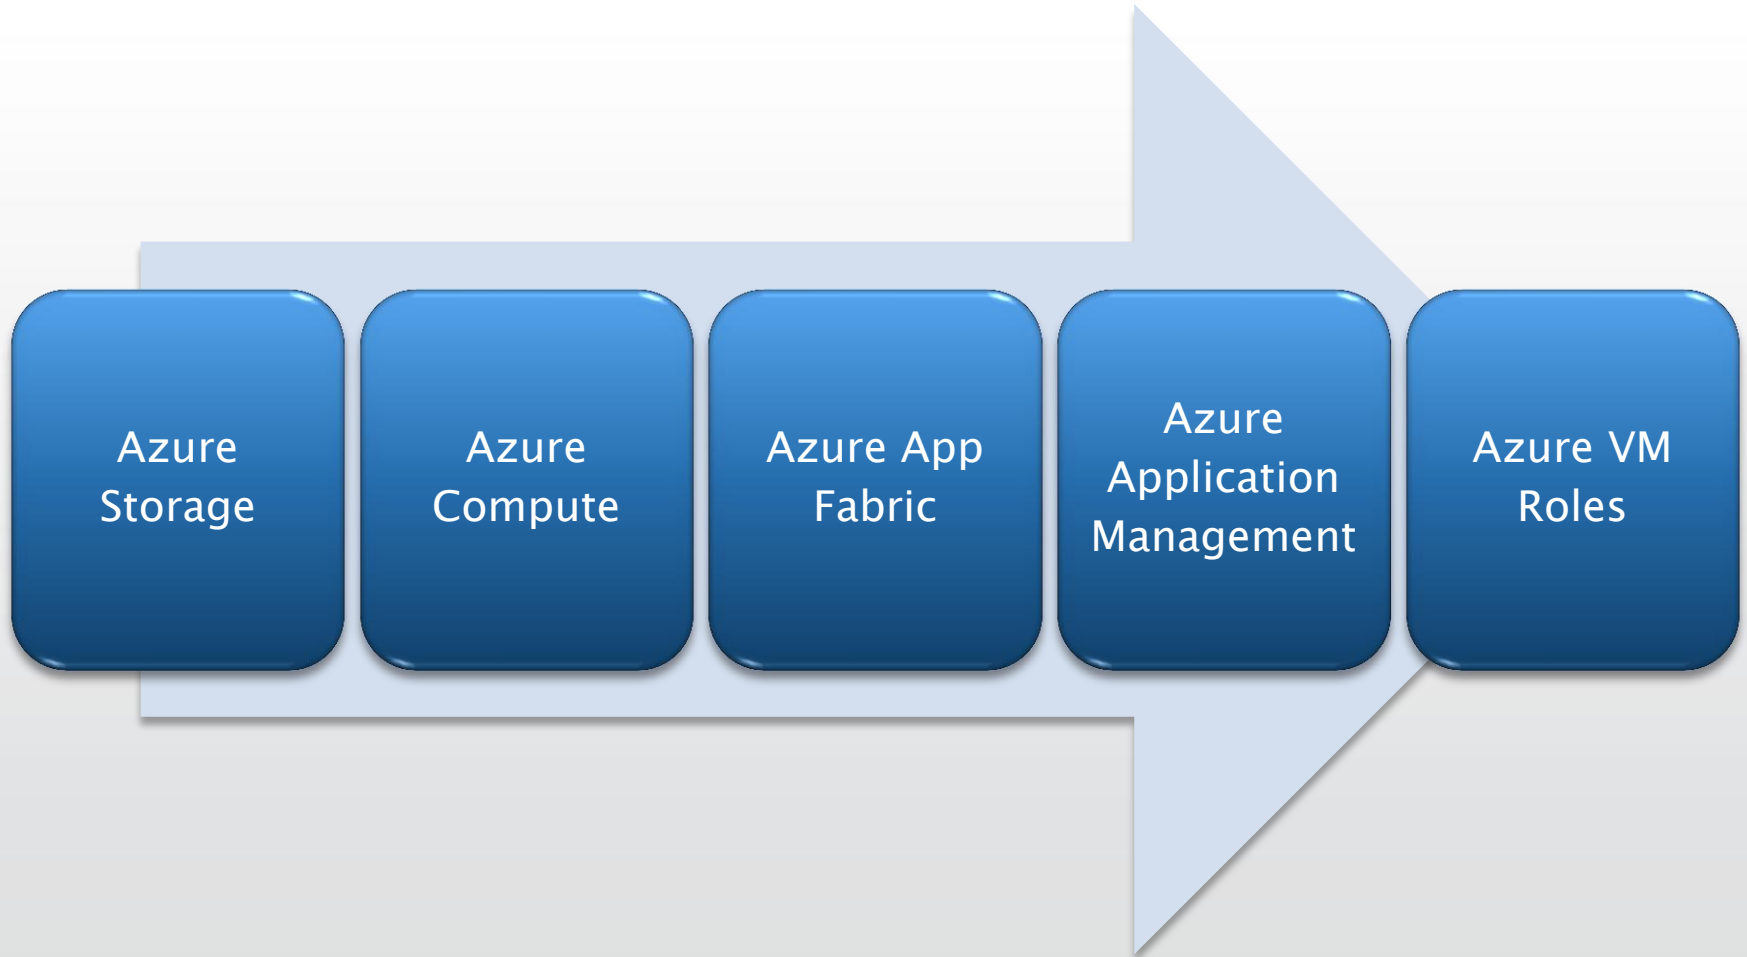 Azure
Storage
Azure
Compute
Azure App
Fabric
Azure
Application
Management
Azure VM
Roles